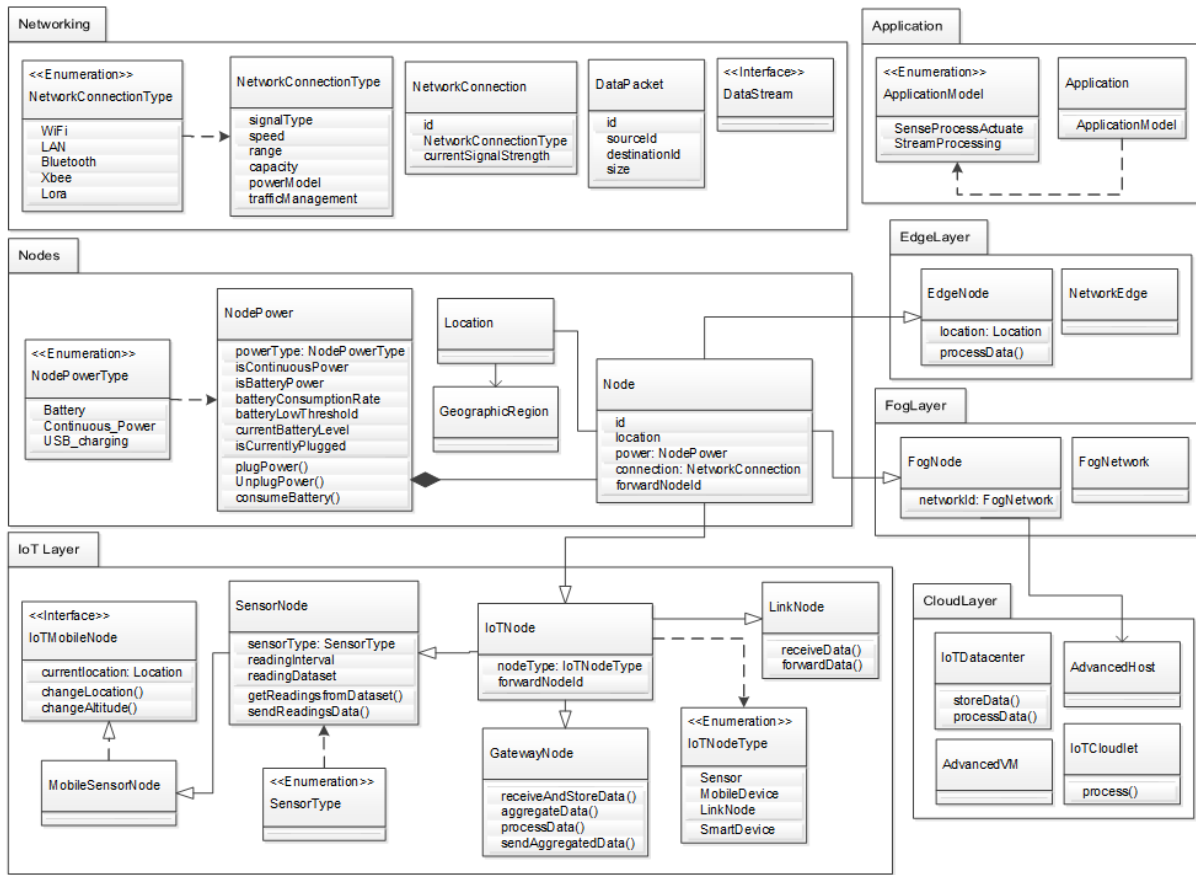 Networking
<<Enumeration>>
NetworkConnectionType
WiFi
LAN
Bluetooth
Xbee
Lora
NetworkConnectionType
signalType
speed
range
capacity
powerModel
trafficManagement
NetworkConnection
id
NetworkConnectionType
currentSignalStrength
DataPacket
id
sourceId
destinationId
size
<<Interface>>
DataStream
Application
<<Enumeration>>
ApplicationModel
SenseProcessActuate
StreamProcessing
Application
ApplicationModel
Nodes
<<Enumeration>>
NodePowerType
Battery
Continuous_Power
USB_charging
NodePower
powerType: NodePowerType
isContinuousPower
isBatteryPower
batteryConsumptionRate
batteryLowThreshold
currentBatteryLevel
isCurrentlyPlugged
plugPower()
UnplugPower()
consumeBattery()
Location
GeographicRegion
Node
id
location
power: NodePower
connection: NetworkConnection
forwardNodeId
EdgeLayer
EdgeNode
location: Location
processData()
NetworkEdge
FogLayer
FogNode
networkId: FogNetwork
FogNetwork
IoT Layer
<<Interface>>
IoTMobileNode
currentlocation: Location
changeLocation()
changeAltitude()
MobileSensorNode
SensorNode
sensorType: SensorType
readingInterval
readingDataset
getReadingsfromDataset()
sendReadingsData()
<<Enumeration>>
SensorType
IoTNode
nodeType: IoTNodeType
forwardNodeId
GatewayNode
receiveAndStoreData()
aggregateData()
processData()
sendAggregatedData()
LinkNode
receiveData()
forwardData()
<<Enumeration>>
IoTNodeType
Sensor
MobileDevice
LinkNode
SmartDevice
CloudLayer
IoTDatacenter
storeData()
processData()
AdvancedHost
AdvancedVM
IoTCloudlet
process()